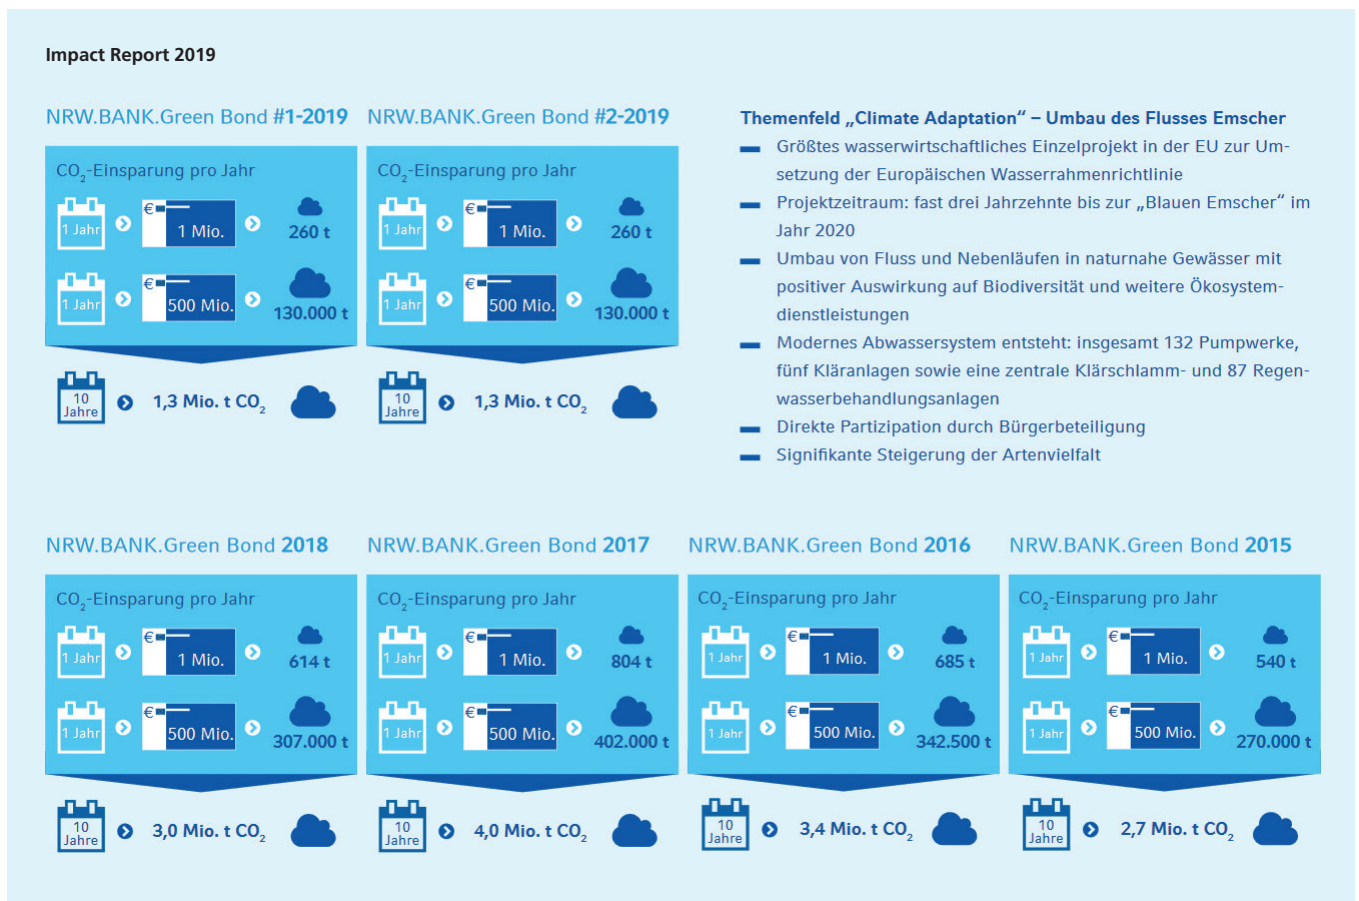 Impact Report 2019
NRW.BANK.Green Bond #1-2019
CO₂-Einsparung pro Jahr
1 Jahr
€
1 Mio.
260 t
1 Jahr
€
500 Mio.
130.000 t
10
Jahre
1,3 Mio. t CO₂
NRW.BANK.Green Bond #2-2019
CO₂-Einsparung pro Jahr
1 Jahr
€
1 Mio.
260 t
1 Jahr
€
500 Mio.
130.000 t
10
Jahre
1,3 Mio. t CO₂
Themenfeld „Climate Adaptation“ – Umbau des Flusses Emscher
Größtes wasserwirtschaftliches Einzelprojekt in der EU zur Um-
setzung der Europäischen Wasserrahmenrichtlinie
Projektzeitraum: fast drei Jahrzehnte bis zur „Blauen Emscher“ im
Jahr 2020
Umbau von Fluss und Nebenläufen in naturnahe Gewässer mit
positiver Auswirkung auf Biodiversität und weitere Ökosystem-
dienstleistungen
Modernes Abwassersystem entsteht: insgesamt 132 Pumpwerke,
fünf Kläranlagen sowie eine zentrale Klärschlamm- und 87 Regen-
wasserbehandlungsanlagen
Direkte Partizipation durch Bürgerbeteiligung
Signifikante Steigerung der Artenvielfalt
NRW.BANK.Green Bond 2018
CO₂-Einsparung pro Jahr
1 Jahr
€
1 Mio.
614 t
1 Jahr
€
500 Mio.
307.000 t
10
Jahre
3,0 Mio. t CO₂
NRW.BANK.Green Bond 2017
CO₂-Einsparung pro Jahr
1 Jahr
€
1 Mio.
804 t
1 Jahr
€
500 Mio.
402.000 t
10
Jahre
4,0 Mio. t CO₂
NRW.BANK.Green Bond 2016
CO₂-Einsparung pro Jahr
1 Jahr
€
1 Mio.
685 t
1 Jahr
€
500 Mio.
342.500 t
10
Jahre
3,4 Mio. t CO₂
NRW.BANK.Green Bond 2015
CO₂-Einsparung pro Jahr
1 Jahr
€
1 Mio.
540 t
1 Jahr
€
500 Mio.
270.000 t
10
Jahre
2,7 Mio. t CO₂